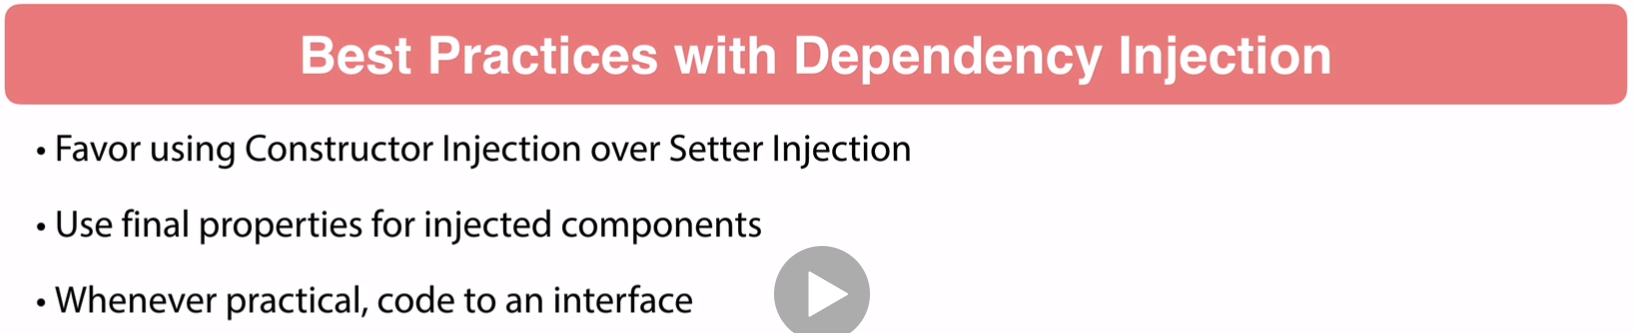 Best Practices with Dependency Injection
• Favor using Constructor Injection over Setter Injection
• Use final properties for injected components
• Whenever practical, code to an interface